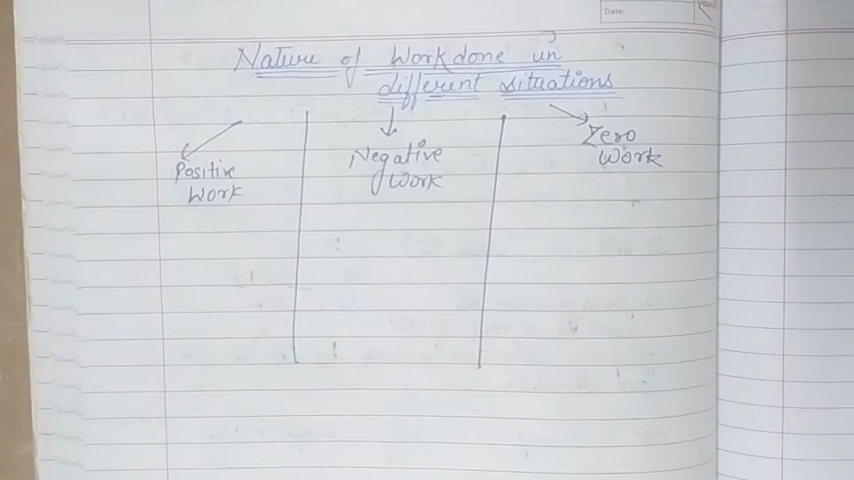 Date:
Nature of Workdone in
different situations
Positive
Work
Negative
Work
Zero
Work